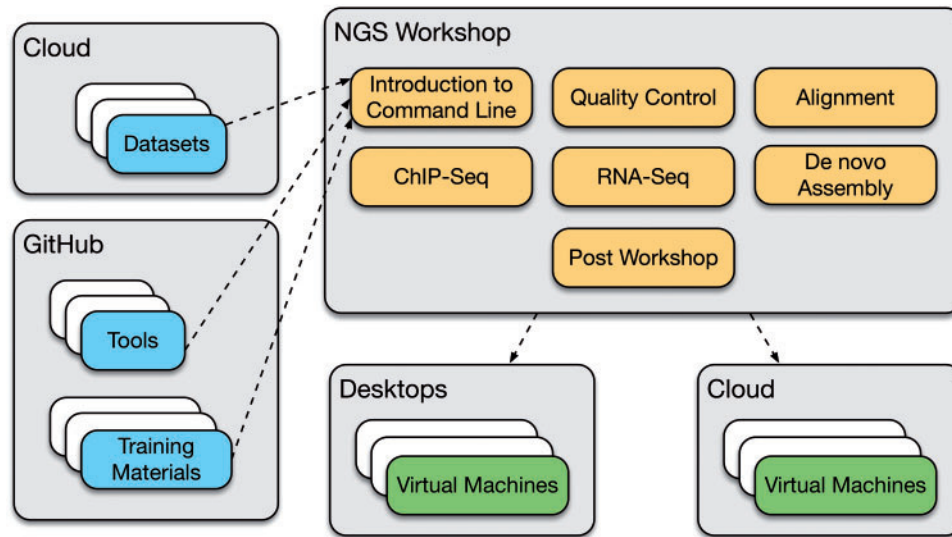 Cloud
Datasets
GitHub
Tools
Training
Materials
NGS Workshop
Introduction to
Command Line
Quality Control
Alignment
ChIP-Seq
RNA-Seq
De novo
Assembly
Post Workshop
Desktops
Virtual Machines
Cloud
Virtual Machines